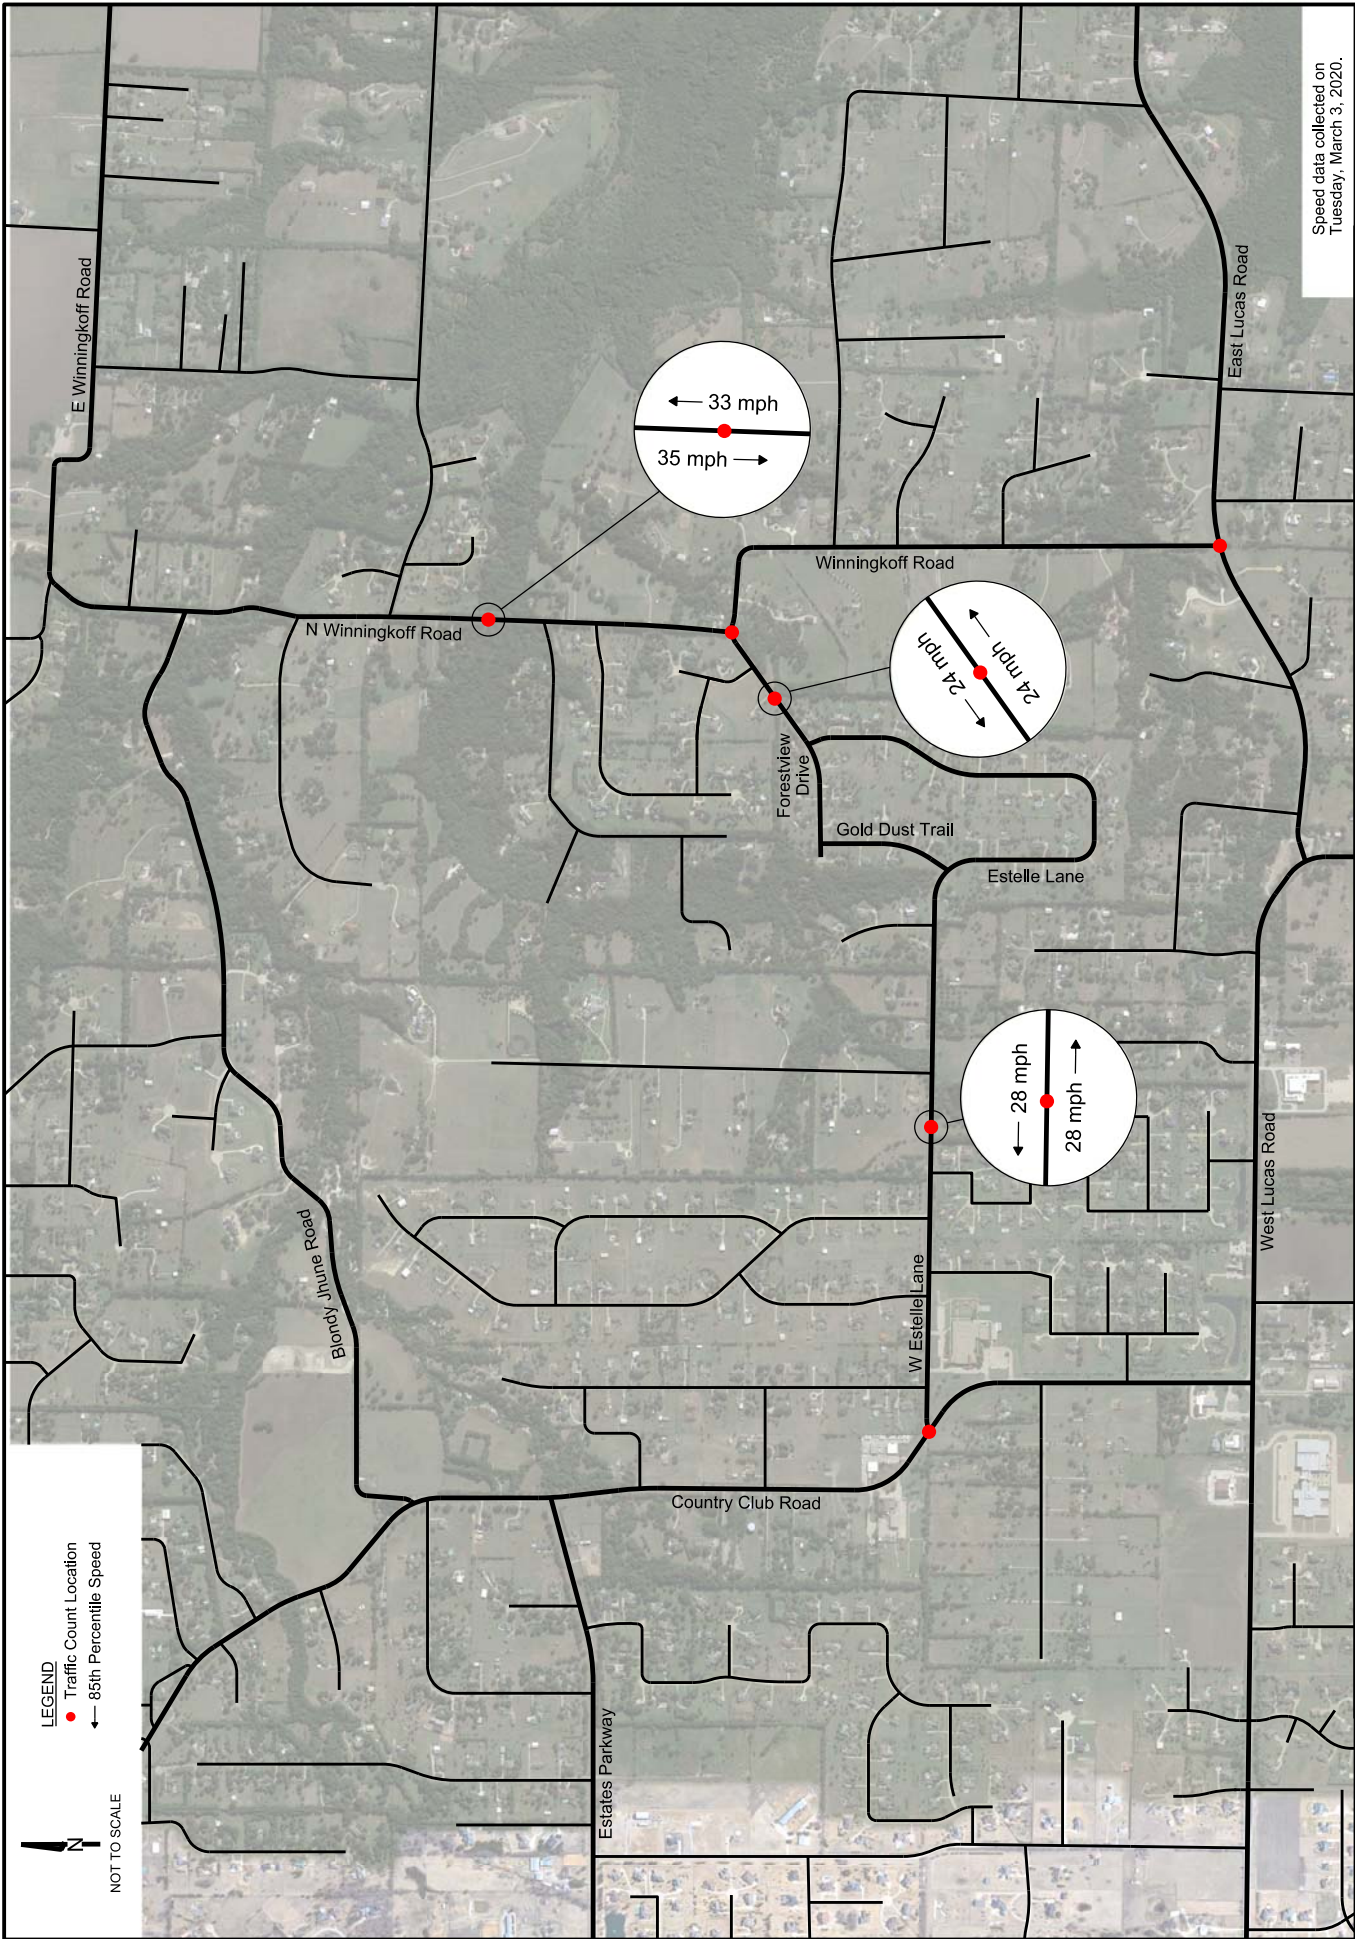 LEGEND
Traffic Count Location
85th Percentile Speed
N
NOT TO SCALE
Speed data collected on
Tuesday, March 3, 2020.
E Winningkoff Road
33 mph
35 mph
N Winningkoff Road
Winningkoff Road
24 mph
24 mph
Forestview
Drive
Gold Dust Trail
Estelle Lane
East Lucas Road
28 mph
28 mph
West Lucas Road
W Estelle Lane
Blondy Jhune Road
Country Club Road
Estates Parkway